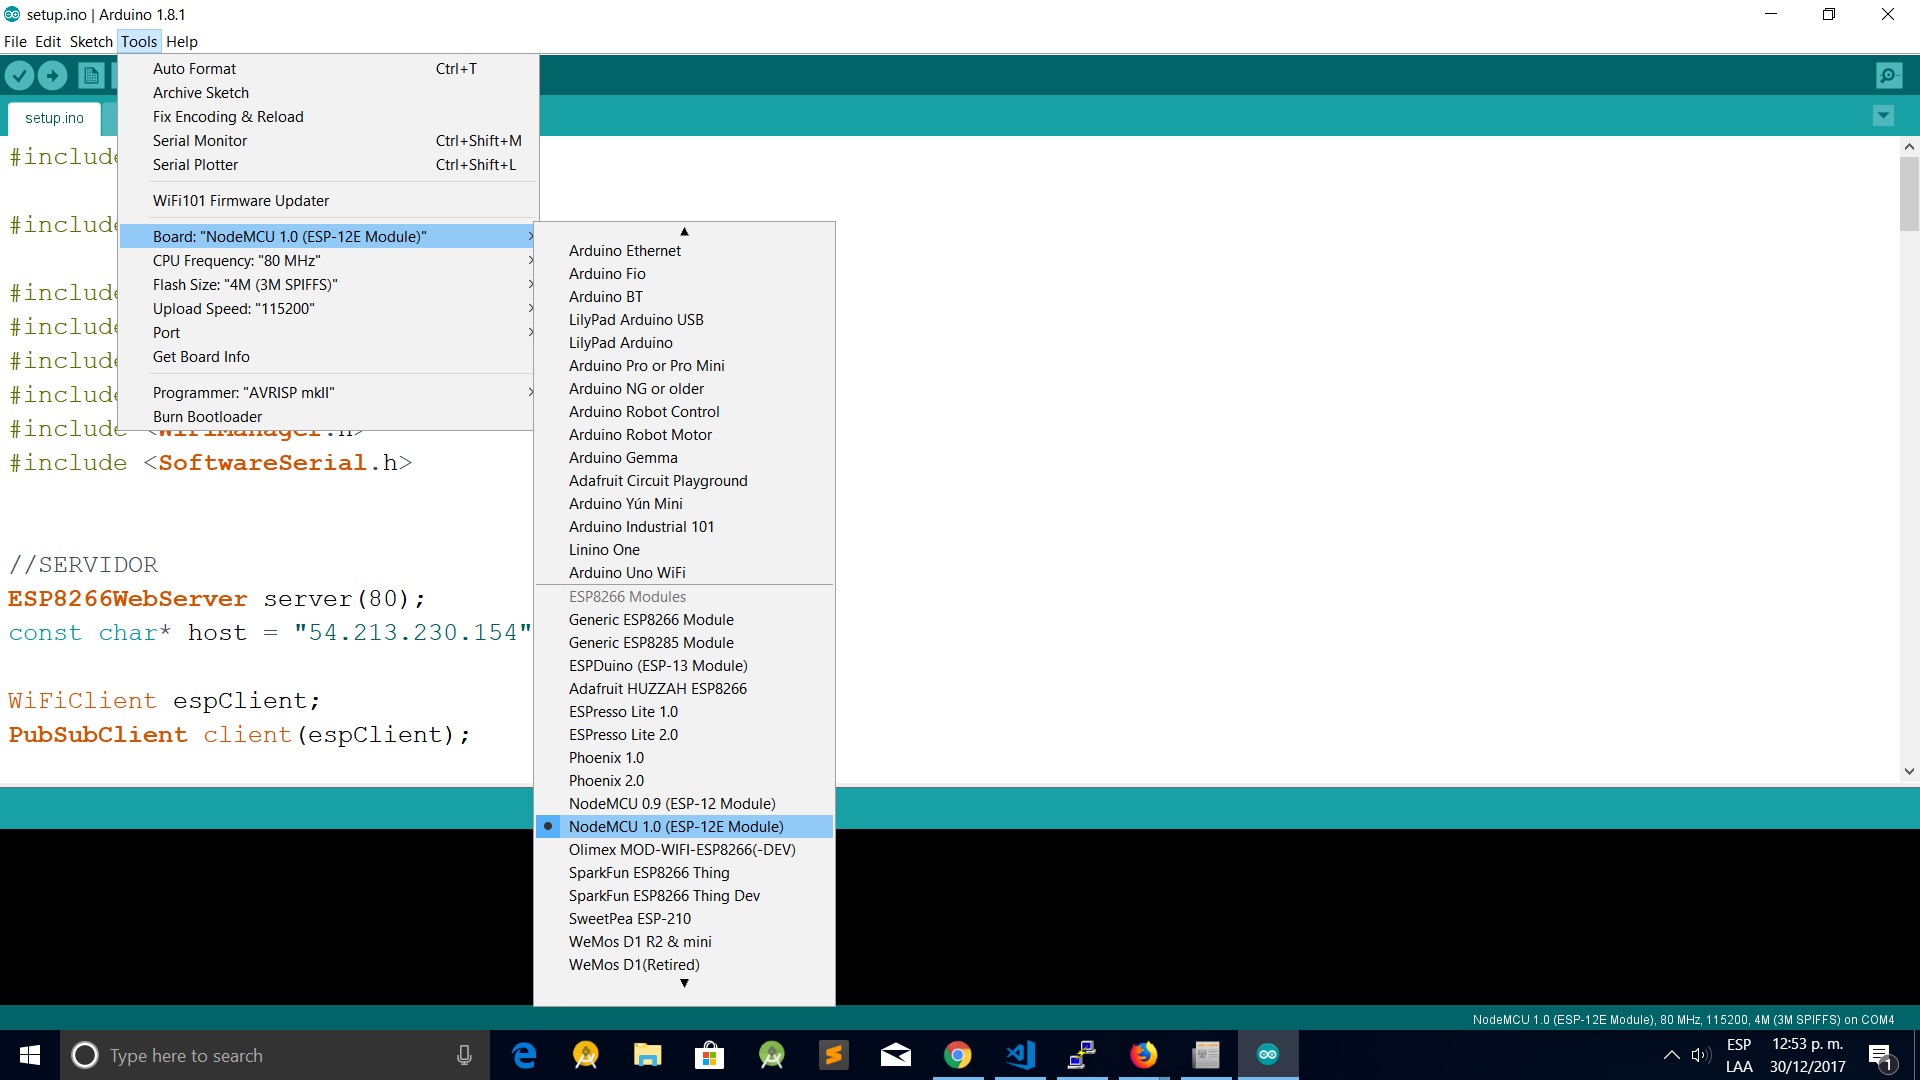 setup.ino | Arduino 1.8.1
File Edit Sketch Tools Help
Auto Format Ctrl+T
Archive Sketch
Fix Encoding & Reload
Serial Monitor Ctrl+Shift+M
Serial Plotter Ctrl+Shift+L
WiFi101 Firmware Updater
Board: "NodeMCU 1.0 (ESP-12E Module)"
CPU Frequency: "80 MHz"
Flash Size: "4M (3M SPIFFS)"
Upload Speed: "115200"
Port
Get Board Info
Programmer: "AVRISP mkII"
Burn Bootloader
Arduino Ethernet
Arduino Fio
Arduino BT
LilyPad Arduino USB
LilyPad Arduino
Arduino Pro or Pro Mini
Arduino NG or older
Arduino Robot Control
Arduino Robot Motor
Arduino Gemma
Adafruit Circuit Playground
Arduino Yún Mini
Arduino Industrial 101
Linino One
Arduino Uno WiFi
ESP8266 Modules
Generic ESP8266 Module
Generic ESP8285 Module
ESPDuino (ESP-13 Module)
Adafruit HUZZAH ESP8266
ESPresso Lite 1.0
ESPresso Lite 2.0
Phoenix 1.0
Phoenix 2.0
NodeMCU 0.9 (ESP-12 Module)
NodeMCU 1.0 (ESP-12E Module)
Olimex MOD-WIFI-ESP8266(-DEV)
SparkFun ESP8266 Thing
SparkFun ESP8266 Thing Dev
SweetPea ESP-210
WeMos D1 R2 & mini
WeMos D1(Retired)
setup.ino
#include
#include
#include
#include
#include
#include
#include <WiFiManager.h>
#include <SoftwareSerial.h>
//SERVIDOR
ESP8266WebServer server(80);
const char* host = "54.213.230.154"
WiFiClient espClient;
PubSubClient client(espClient);
NodeMCU 1.0 (ESP-12E Module), 80 MHz, 115200, 4M (3M SPIFFS) on COM4
Type here to search
ESP
LAA
12:53 p. m.
30/12/2017
1